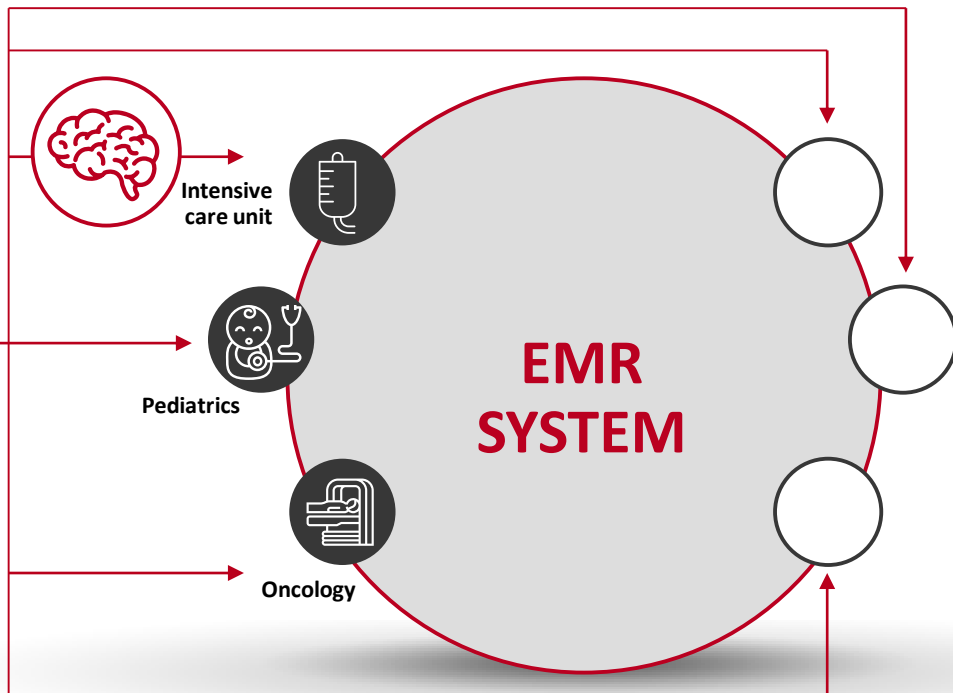 Intensive
care unit
Pediatrics
EMR
SYSTEM
Oncology